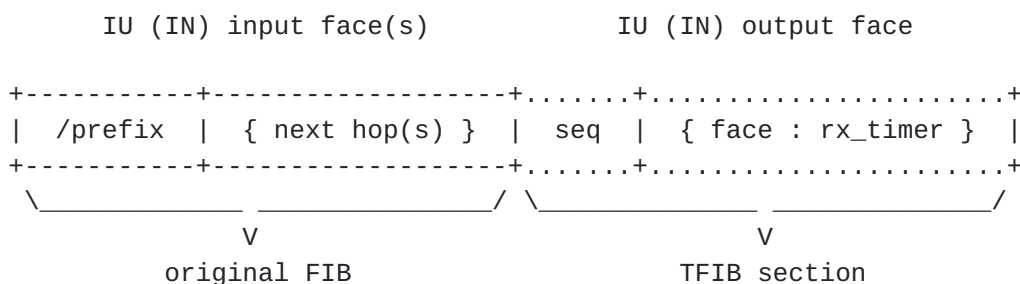 IU (IN) input face(s)             IU (IN) output face

+-----------+-------------------+.......+.......................+
|  /prefix  |  { next hop(s) }  |  seq  |  { face : rx_timer }  |
+-----------+-------------------+.......+.......................+
 \_____________ _______________/ \______________ ______________/
               V                                V
          original FIB                     TFIB section